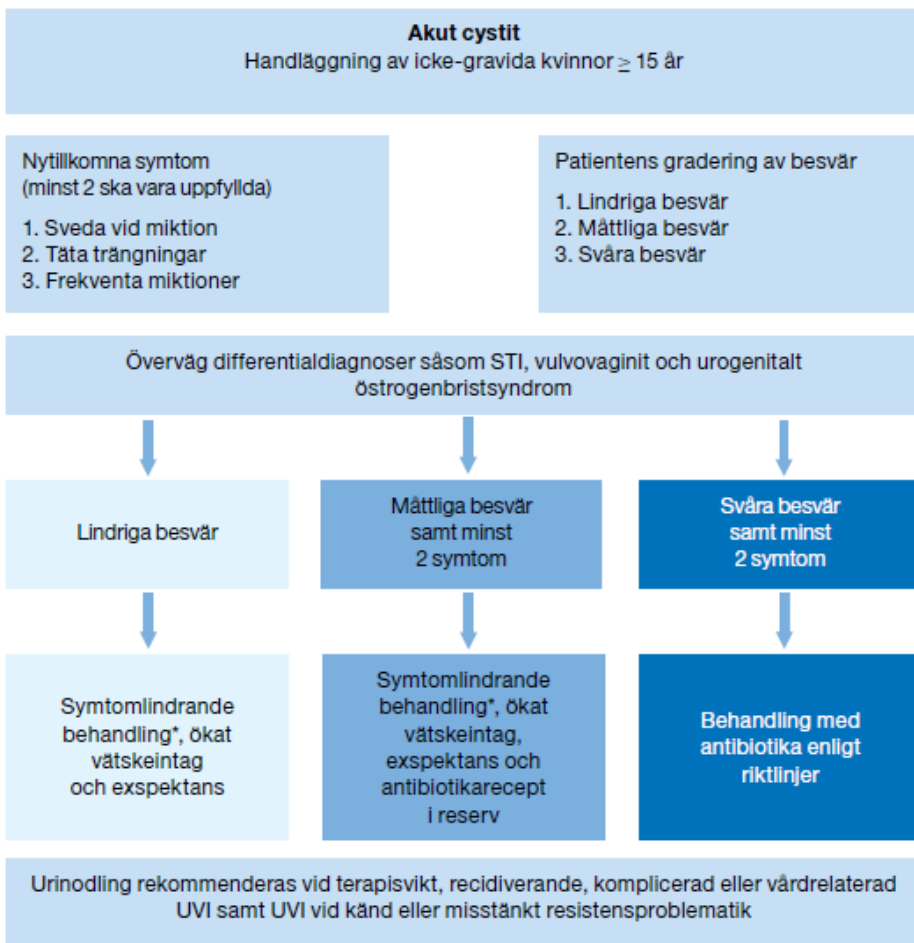 Akut cystit
Handläggning av icke-gravida kvinnor ≥ 15 år
Nytillkomna symtom
(minst 2 ska vara uppfyllda)
1. Sveda vid miktion
2. Täta trängningar
3. Frekventa miktioner
Patientens gradering av besvär
1. Lindriga besvär
2. Måttliga besvär
3. Svåra besvär
Överväg differentialdiagnoser såsom STI, vulvovaginit och urogenitalt
östrogenbristsyndrom
Lindriga besvär
Måttliga besvär
samt minst
2 symtom
Svåra besvär
samt minst
2 symtom
Symtomlindrande
behandling*, ökat
vätskeintag
och exspektans
Symtomlindrande
behandling*, ökat
vätskeintag,
exspektans och
antibiotikarecept
i reserv
Behandling med
antibiotika enligt
riktlinjer
Urinodling rekommenderas vid terapisvikt, recidiverande, komplicerad eller vårdrelaterad
UVI samt UVI vid känd eller misstänkt resistensproblematik